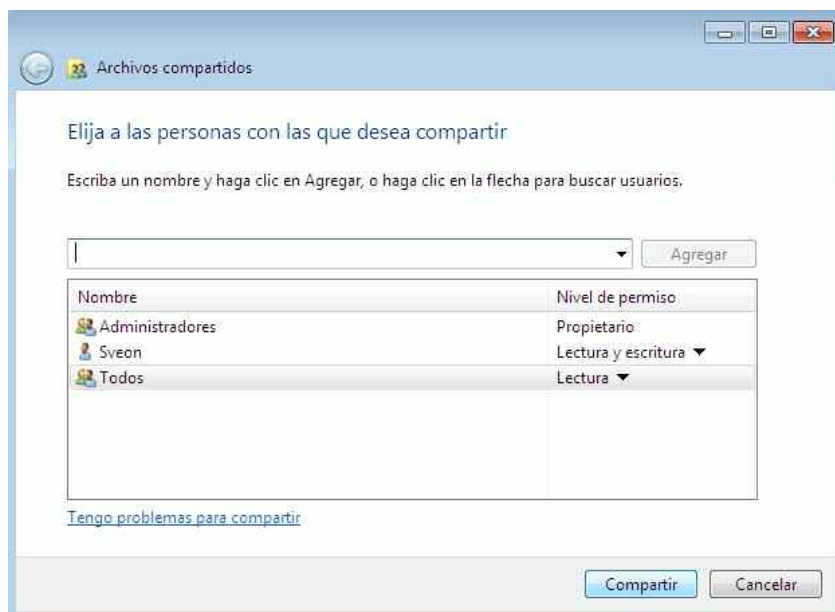 Archivos compartidos
Elija a las personas con las que desea compartir
Escriba un nombre y haga clic en Agregar, o haga clic en la flecha para buscar usuarios.
Agregar
Nombre Nivel de permiso
Administradores Propietario
Sveon Lectura y escritura
Todos Lectura
Tengo problemas para compartir
Compartir Cancelar